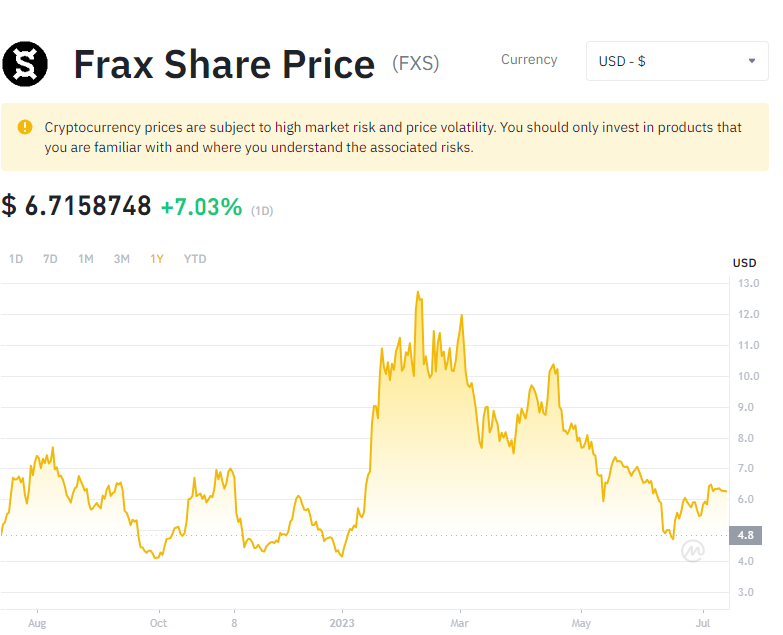 Frax Share Price (FXS)
Currency
USD - $
Cryptocurrency prices are subject to high market risk and price volatility. You should only invest in products that
you are familiar with and where you understand the associated risks.
$ 6.7158748 +7.03% (1D)
1D 7D 1M 3M 1Y YTD
USD
13.0
12.0
11.0
10.0
9.0
8.0
7.0
6.0
4.8
4.0
3.0
Aug Oct 8 2023 Mar May Jul